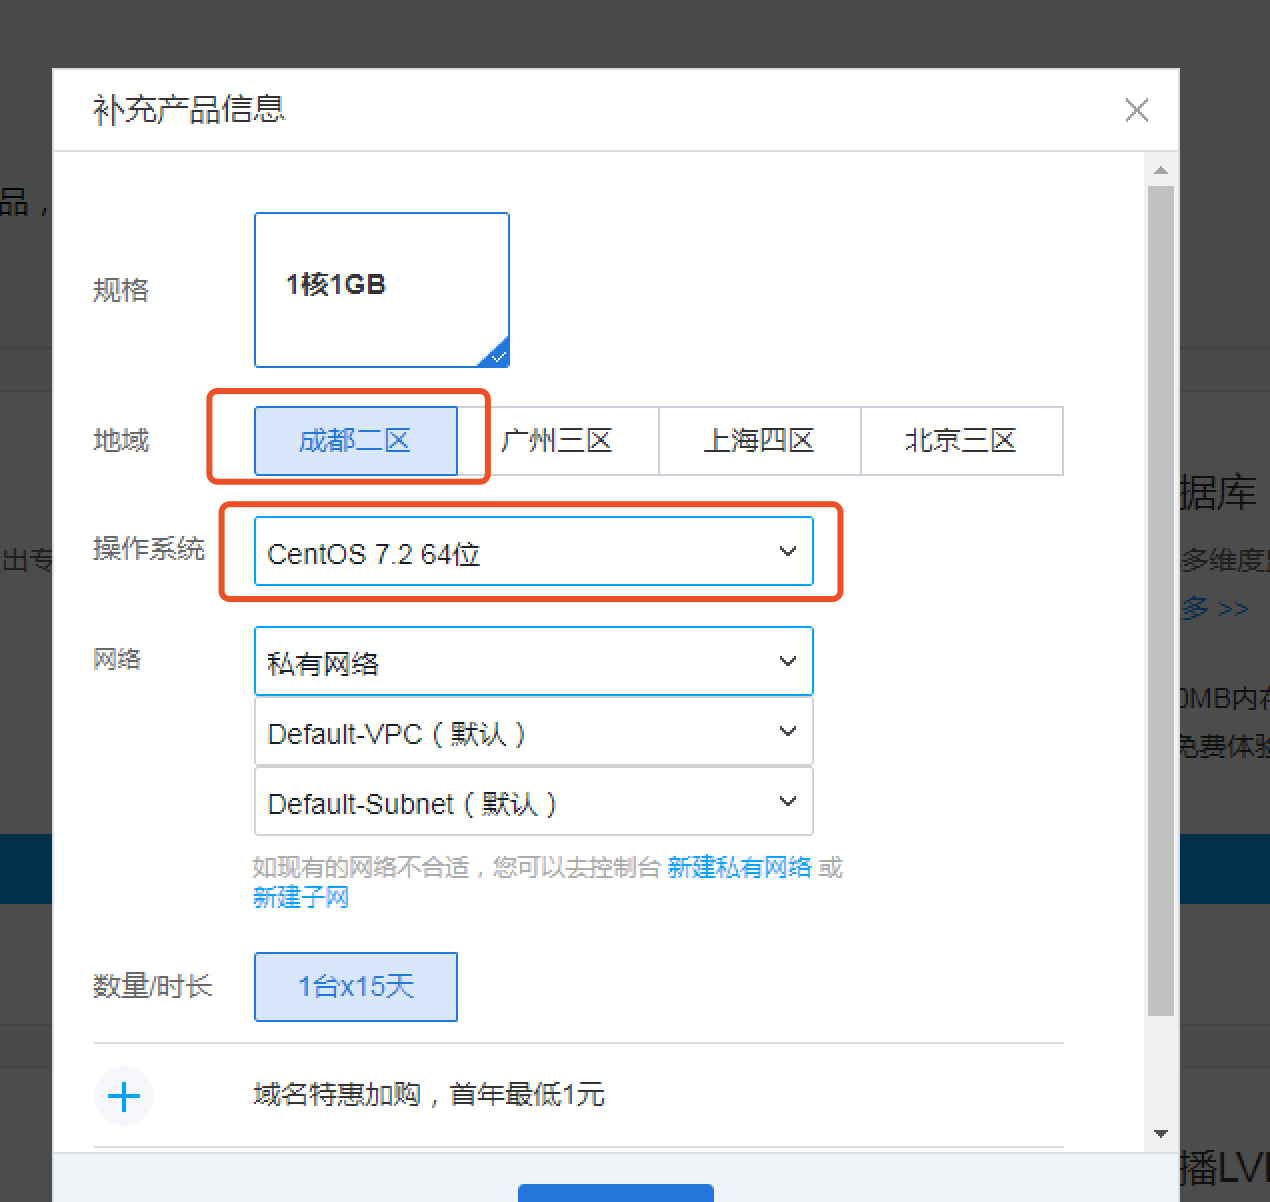 补充产品信息
品，
规格
1核1GB
地域
成都二区
广州三区
上海四区
北京三区
据库
操作系统
CentOS 7.2 64位
出专
多维度
多 >>
网络
私有网络
0MB内存
Default-VPC（默认）
免费体验
Default-Subnet（默认）
如现有的网络不合适，您可以去控制台 新建私有网络 或
新建子网
数量/时长
1台x15天
域名特惠加购，首年最低1元
播LV